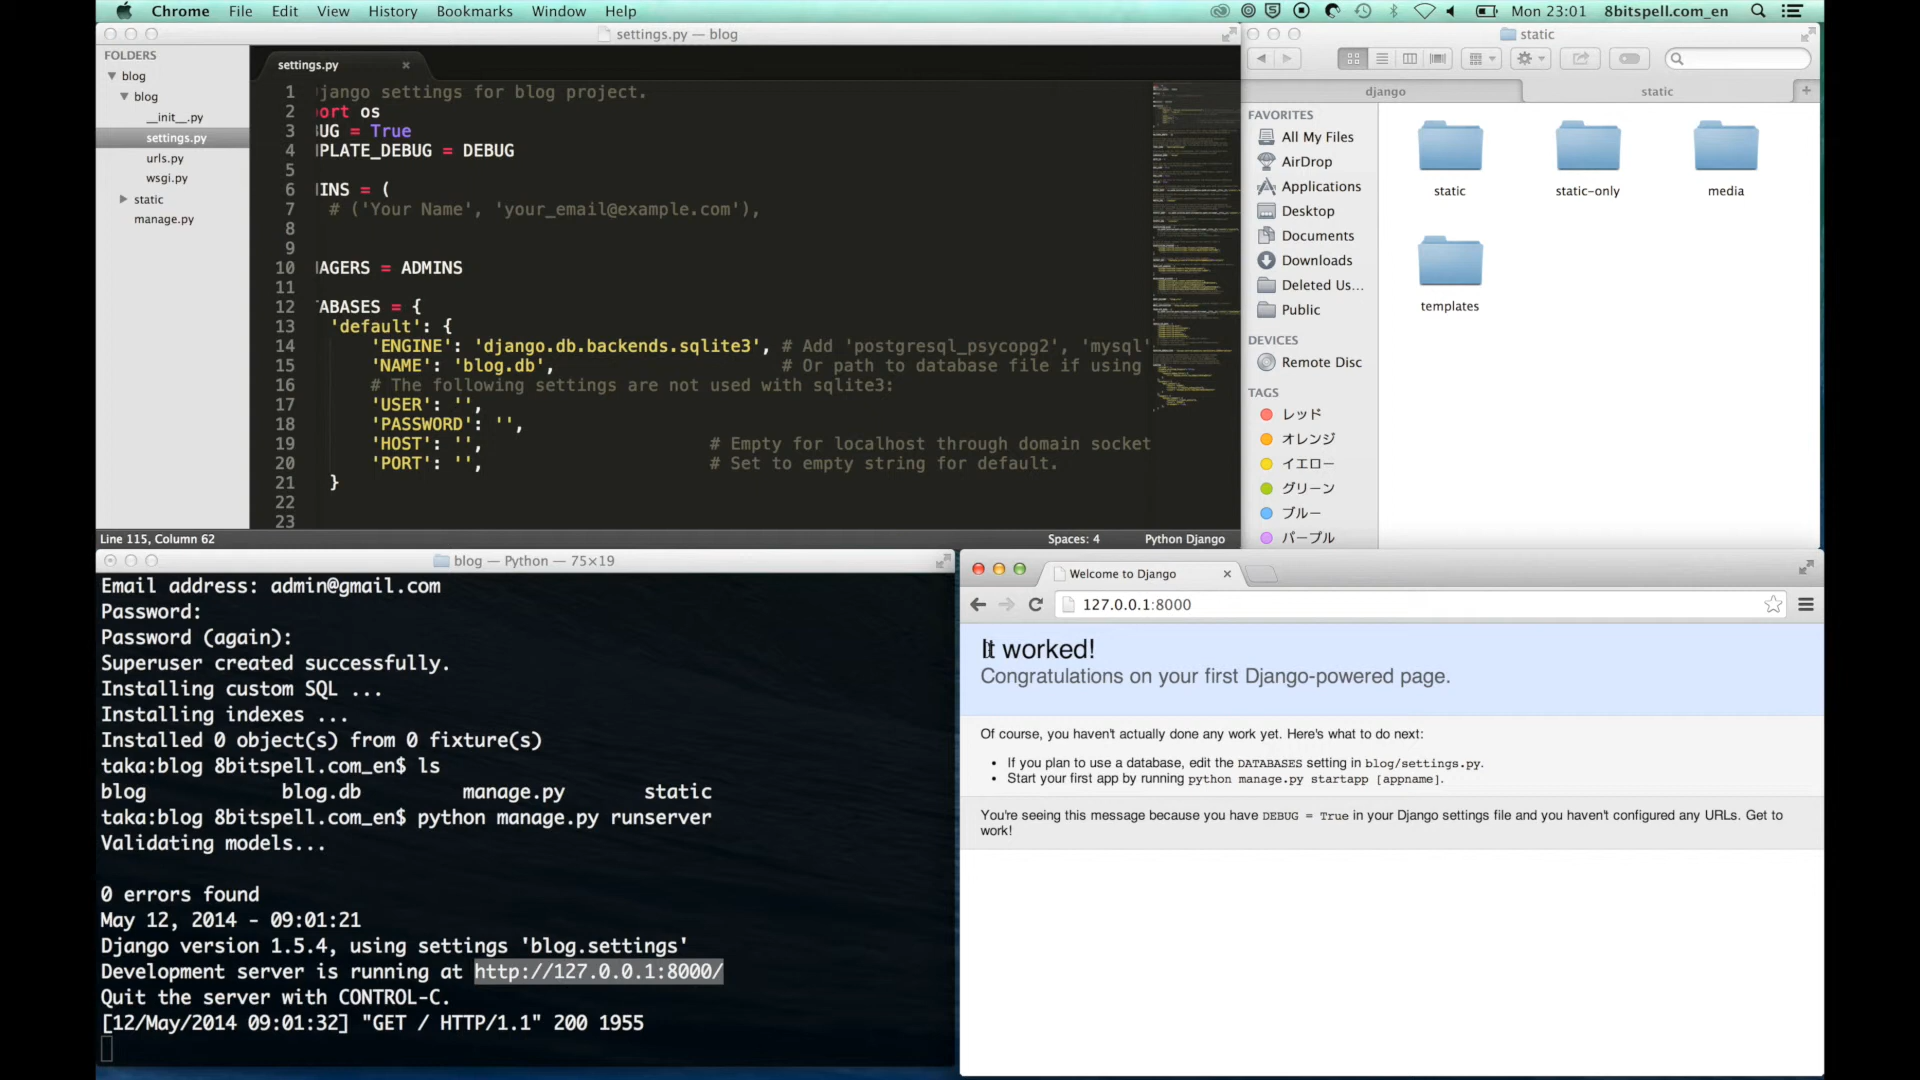 Chrome File Edit View History Bookmarks Window Help
Mon 23:01 8bitspell.com_en
settings.py — blog
FOLDERS
blog
blog
__init__.py
settings.py
urls.py
wsgi.py
static
manage.py
settings.py
1 jango settings for blog project.
2 port os
3 BUG = True
4 MPLATE_DEBUG = DEBUG
5
6 MINS = (
7 # ('Your Name', 'your_email@example.com'),
8
9
10 NAGERS = ADMINS
11
12 TABASES = {
13 'default': {
14 'ENGINE': 'django.db.backends.sqlite3', # Add 'postgresql_psycopg2', 'mysql'
15 'NAME': 'blog.db', # Or path to database file if using
16 # The following settings are not used with sqlite3:
17 'USER': '',
18 'PASSWORD': '',
19 'HOST': '', # Empty for localhost through domain socket
20 'PORT': '', # Set to empty string for default.
21 }
22
23
Line 115, Column 62 Spaces: 4 Python Django
static
django static
FAVORITES
All My Files
AirDrop
Applications
Desktop
Documents
Downloads
Deleted Us...
Public
DEVICES
Remote Disc
TAGS
レッド
オレンジ
イエロー
グリーン
ブルー
パープル
static static-only media
templates
blog — Python — 75×19
Email address: admin@gmail.com
Password:
Password (again):
Superuser created successfully.
Installing custom SQL ...
Installing indexes ...
Installed 0 object(s) from 0 fixture(s)
taka:blog 8bitspell.com_en$ ls
blog blog.db manage.py static
taka:blog 8bitspell.com_en$ python manage.py runserver
Validating models...
0 errors found
May 12, 2014 - 09:01:21
Django version 1.5.4, using settings 'blog.settings'
Development server is running at http://127.0.0.1:8000/
Quit the server with CONTROL-C.
[12/May/2014 09:01:32] "GET / HTTP/1.1" 200 1955
Welcome to Django
127.0.0.1:8000
It worked!
Congratulations on your first Django-powered page.
Of course, you haven't actually done any work yet. Here's what to do next:
• If you plan to use a database, edit the DATABASES setting in blog/settings.py.
• Start your first app by running python manage.py startapp [appname].
You're seeing this message because you have DEBUG = True in your Django settings file and you haven't configured any URLs. Get to
work!